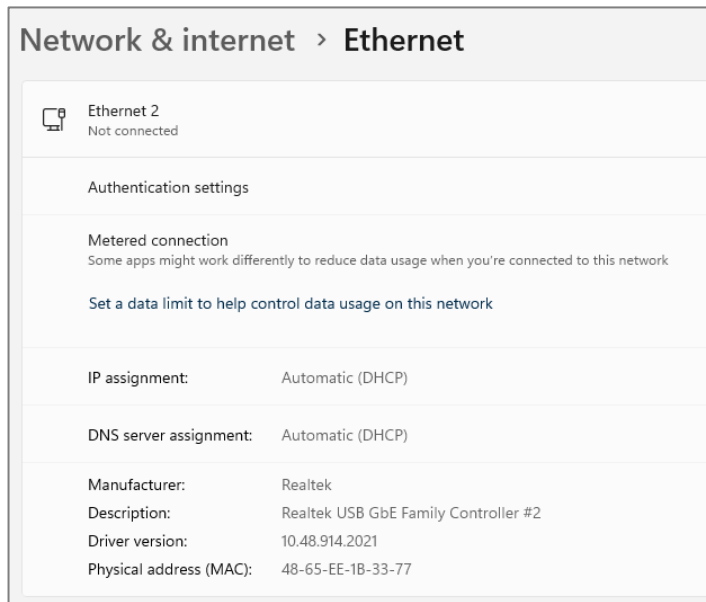 Network & internet > Ethernet
Ethernet 2
Not connected
Authentication settings
Metered connection
Some apps might work differently to reduce data usage when you're connected to this network
Set a data limit to help control data usage on this network
IP assignment: Automatic (DHCP)
DNS server assignment: Automatic (DHCP)
Manufacturer: Realtek
Description: Realtek USB GbE Family Controller #2
Driver version: 10.48.914.2021
Physical address (MAC): 48-65-EE-1B-33-77